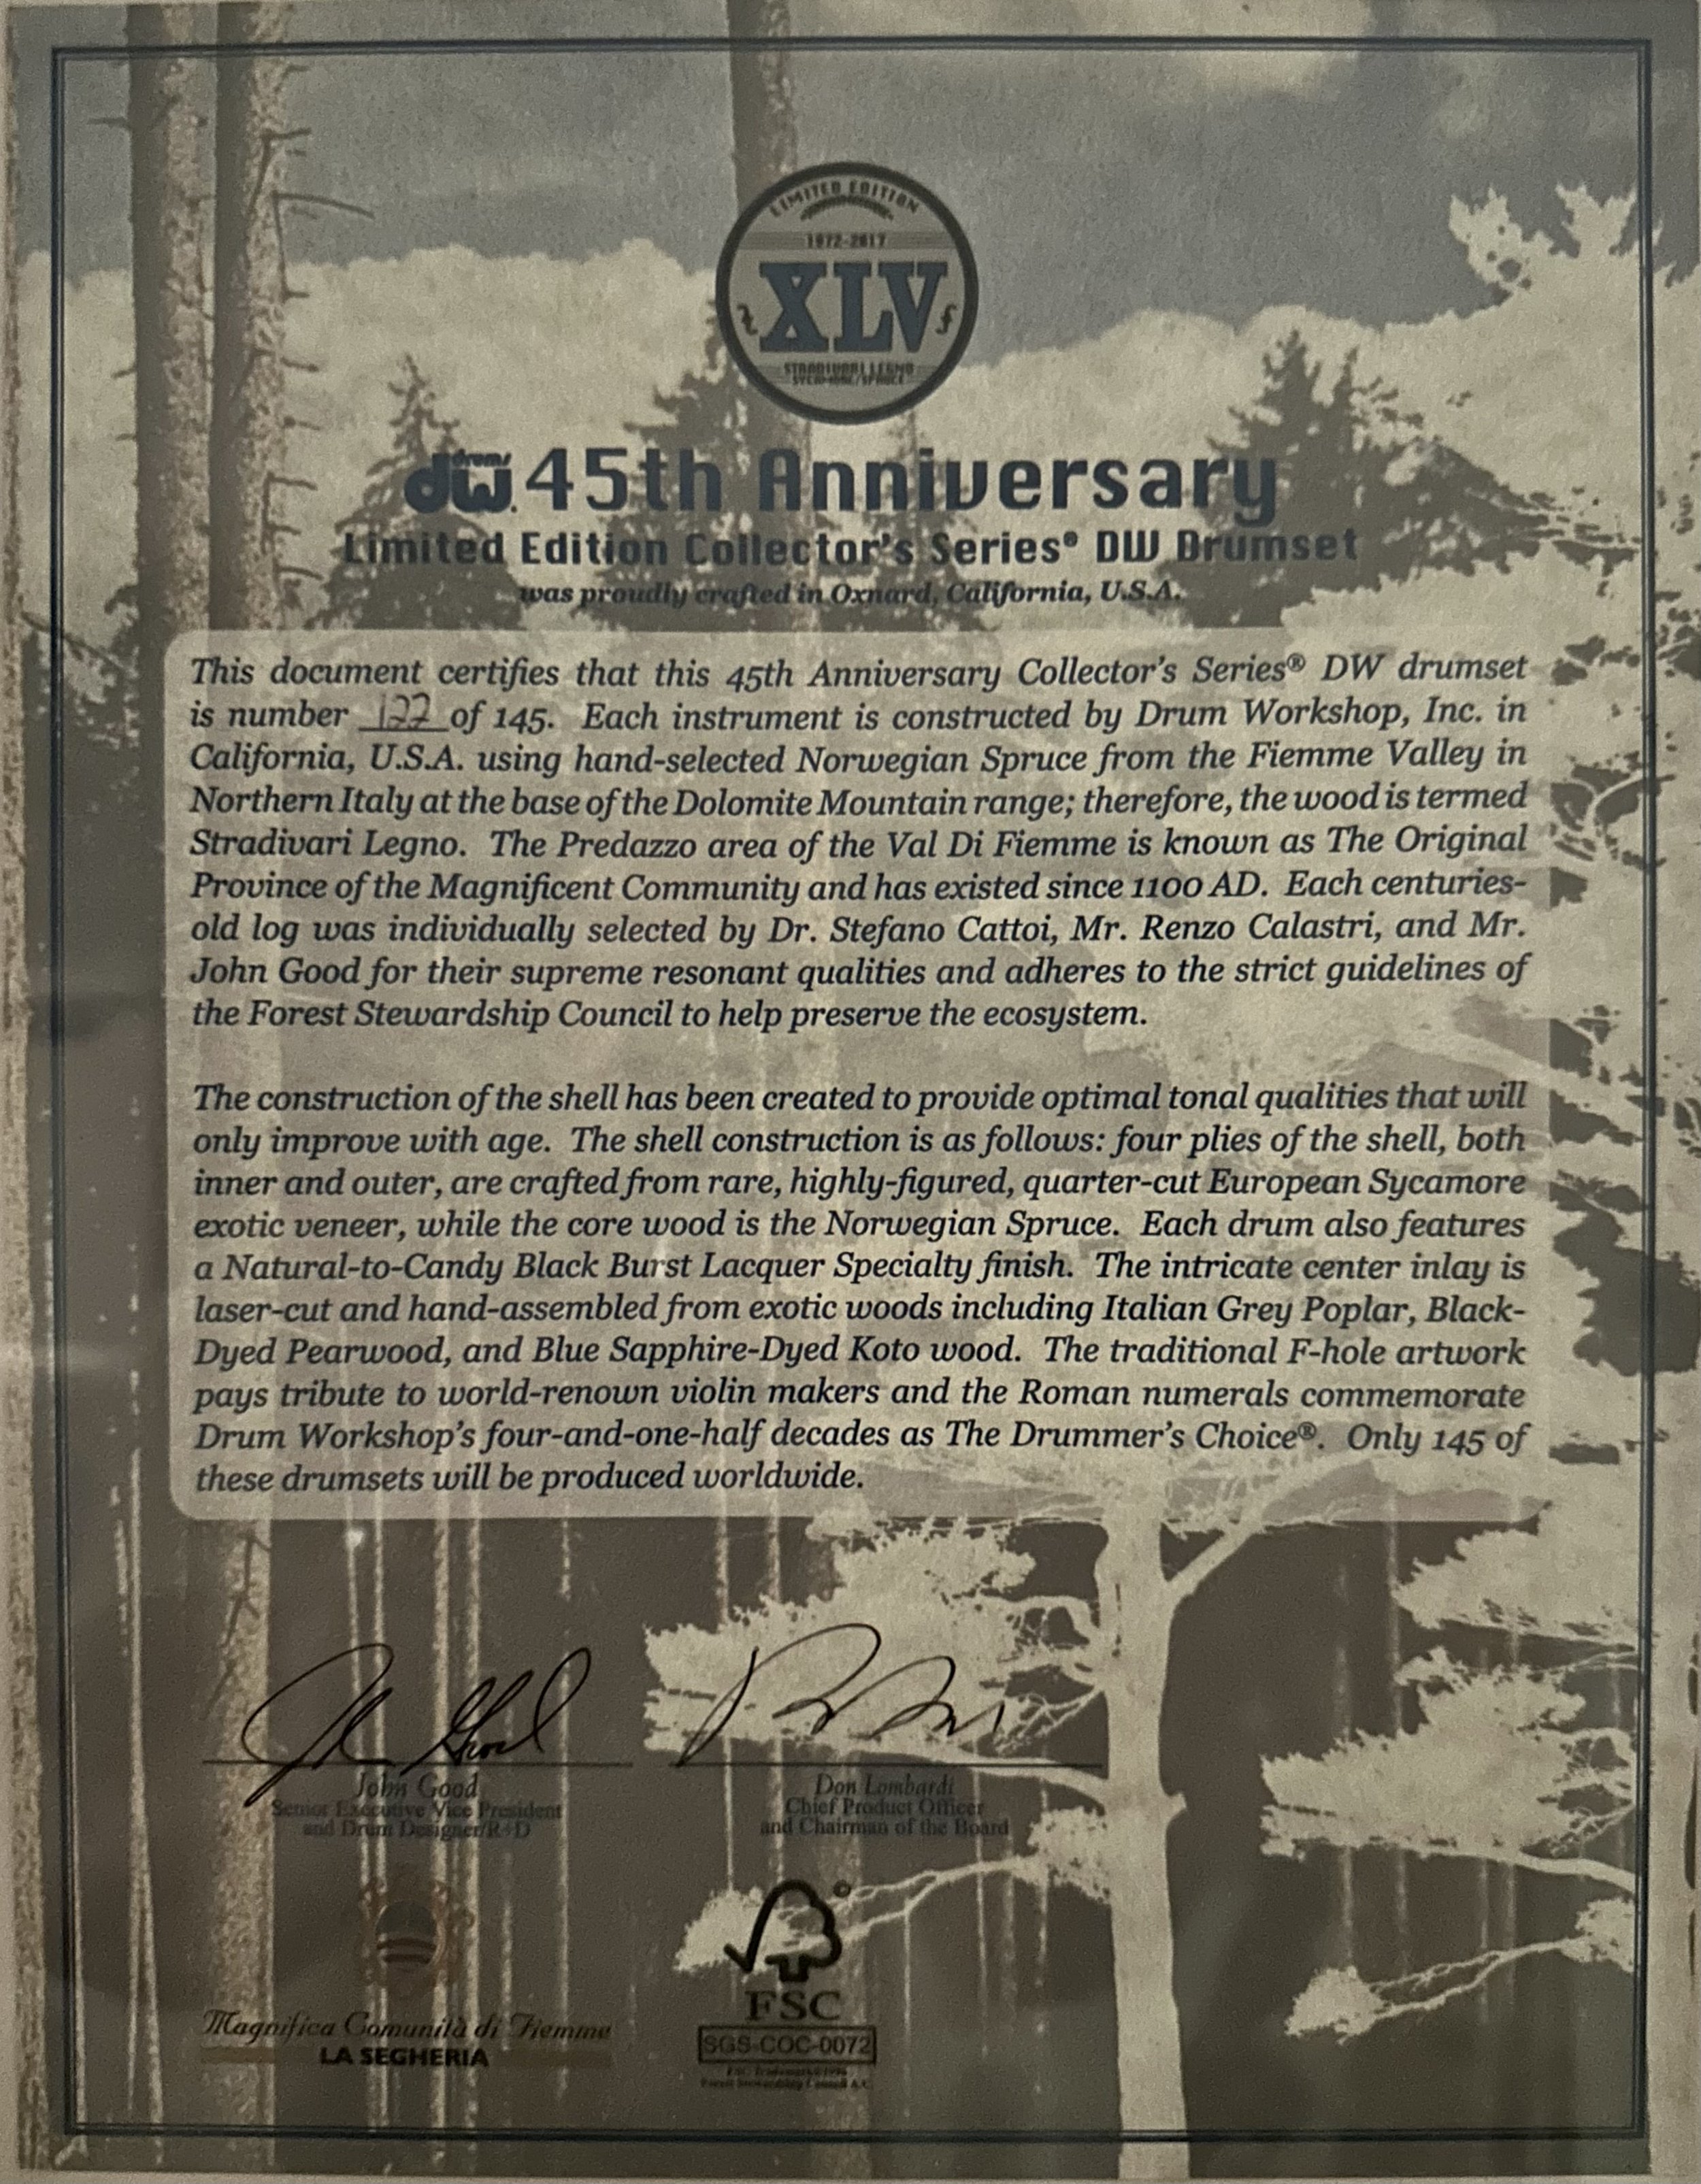 LIMITED EDITION
1972-2017
XLV
STRADIVARI LEGNO
SYCAMORE/SPRUCE
drums
dw. 45th Anniversary
Limited Edition Collector's Series® DW Drumset
was proudly crafted in Oxnard, California, U.S.A.
This document certifies that this 45th Anniversary Collector's Series® DW drumset
is number 122 of 145. Each instrument is constructed by Drum Workshop, Inc. in
California, U.S.A. using hand-selected Norwegian Spruce from the Fiemme Valley in
Northern Italy at the base of the Dolomite Mountain range; therefore, the wood is termed
Stradivari Legno. The Predazzo area of the Val Di Fiemme is known as The Original
Province of the Magnificent Community and has existed since 1100 AD. Each centuries-
old log was individually selected by Dr. Stefano Cattoi, Mr. Renzo Calastri, and Mr.
John Good for their supreme resonant qualities and adheres to the strict guidelines of
the Forest Stewardship Council to help preserve the ecosystem.
The construction of the shell has been created to provide optimal tonal qualities that will
only improve with age. The shell construction is as follows: four plies of the shell, both
inner and outer, are crafted from rare, highly-figured, quarter-cut European Sycamore
exotic veneer, while the core wood is the Norwegian Spruce. Each drum also features
a Natural-to-Candy Black Burst Lacquer Specialty finish. The intricate center inlay is
laser-cut and hand-assembled from exotic woods including Italian Grey Poplar, Black-
Dyed Pearwood, and Blue Sapphire-Dyed Koto wood. The traditional F-hole artwork
pays tribute to world-renown violin makers and the Roman numerals commemorate
Drum Workshop's four-and-one-half decades as The Drummer's Choice®. Only 145 of
these drumsets will be produced worldwide.
John Good
Senior Executive Vice President
and Drum Designer/R+D
Don Lombardi
Chief Product Officer
and Chairman of the Board
Magnifica Comunità di Fiemme
LA SEGHERIA
FSC
SGS-COC-0072